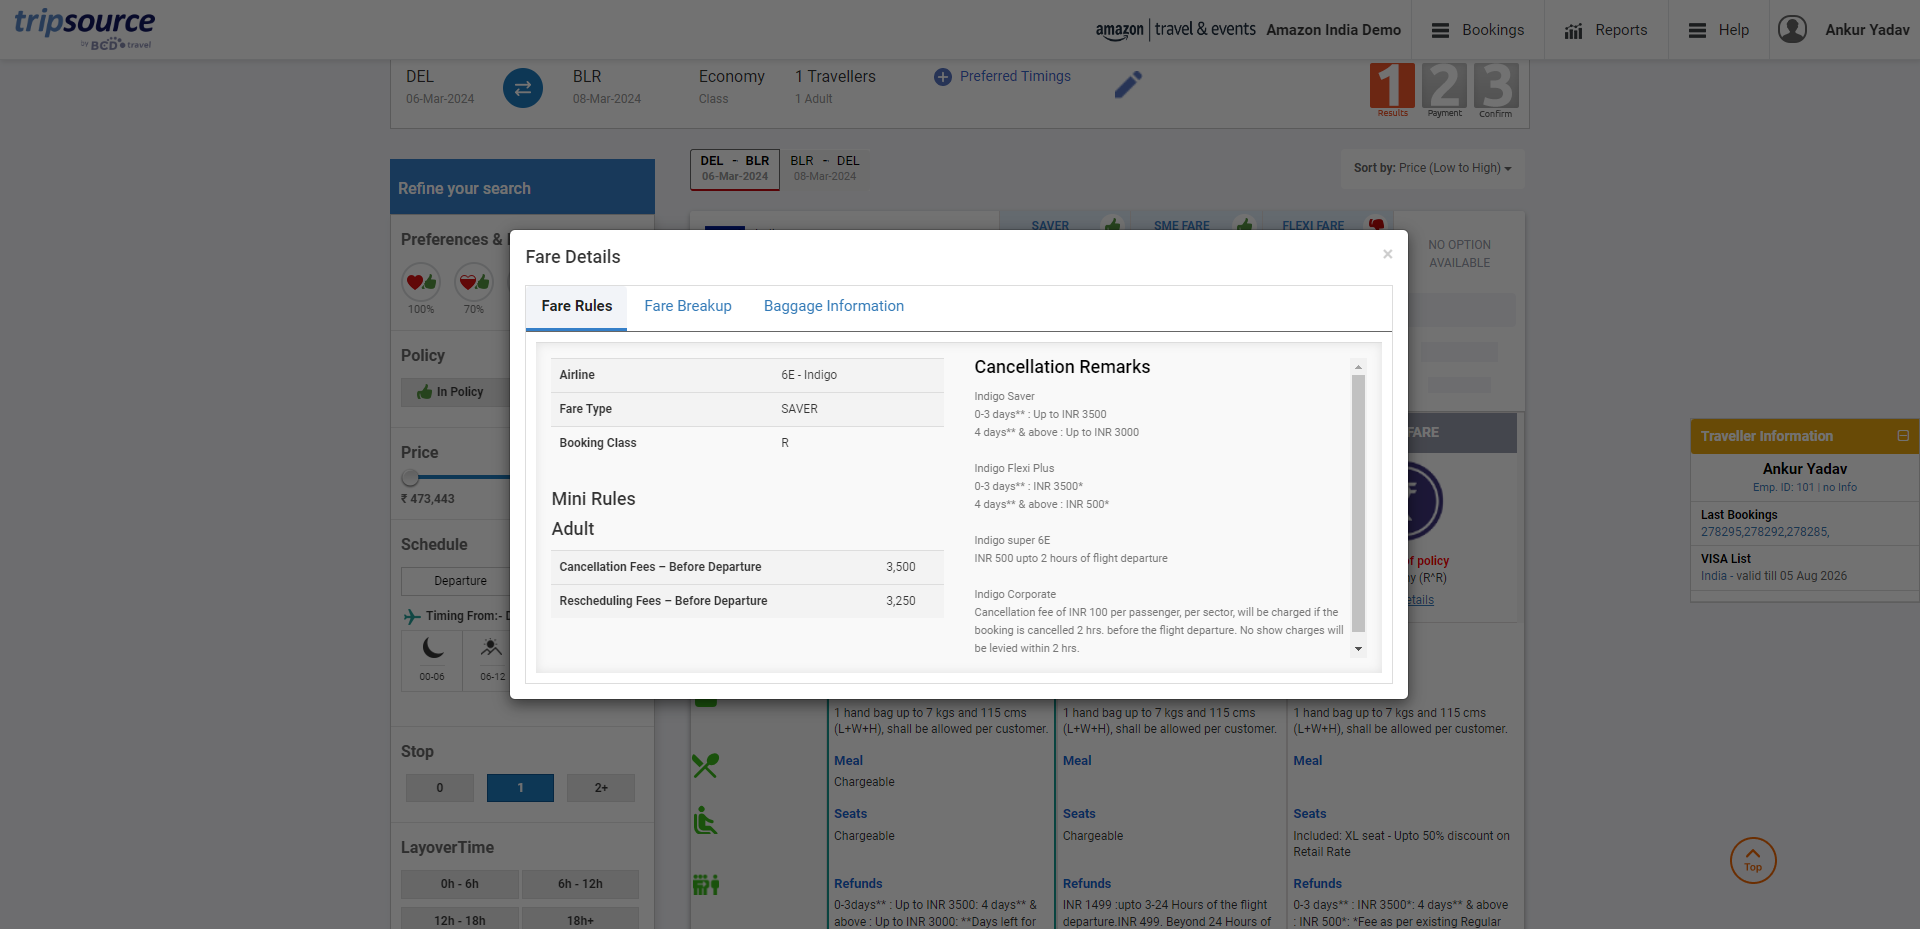 tripsource
by BCD travel
amazon | travel & events Amazon India Demo
Bookings
Reports
Help
Ankur Yadav
DEL
06-Mar-2024
BLR
08-Mar-2024
Economy
Class
1 Travellers
1 Adult
Preferred Timings
1 Results
2 Payment
3 Confirm
DEL - BLR
06-Mar-2024
BLR - DEL
08-Mar-2024
Sort by: Price (Low to High)
Refine your search
Preferences &
100%
70%
Policy
In Policy
Price
₹ 473,443
Schedule
Departure
Timing From:-
00-06
06-12
Stop
0
1
2+
LayoverTime
0h - 6h
6h - 12h
12h - 18h
18h+
SAVER
SME FARE
FLEXI FARE
NO OPTION
AVAILABLE
Fare Details
×
Fare Rules
Fare Breakup
Baggage Information
Airline 6E - Indigo
Fare Type SAVER
Booking Class R
Mini Rules
Adult
Cancellation Fees – Before Departure 3,500
Rescheduling Fees – Before Departure 3,250
Cancellation Remarks
Indigo Saver
0-3 days** : Up to INR 3500
4 days** & above : Up to INR 3000
Indigo Flexi Plus
0-3 days** : INR 3500*
4 days** & above : INR 500*
Indigo super 6E
INR 500 upto 2 hours of flight departure
Indigo Corporate
Cancellation fee of INR 100 per passenger, per sector, will be charged if the
booking is cancelled 2 hrs. before the flight departure. No show charges will
be levied within 2 hrs.
FARE
of policy
(R^R)
Traveller Information
Ankur Yadav
Emp. ID: 101 | no Info
Last Bookings
278295,278292,278285,
VISA List
India - valid till 05 Aug 2026
1 hand bag up to 7 kgs and 115 cms
(L+W+H), shall be allowed per customer.
Meal
Chargeable
Seats
Chargeable
Refunds
0-3days** : Up to INR 3500: 4 days** &
above : Up to INR 3000: **Days left for
1 hand bag up to 7 kgs and 115 cms
(L+W+H), shall be allowed per customer.
Meal
Seats
Chargeable
Refunds
INR 1499 :upto 3-24 Hours of the flight
departure.INR 499. Beyond 24 Hours of
1 hand bag up to 7 kgs and 115 cms
(L+W+H), shall be allowed per customer.
Meal
Seats
Included: XL seat - Upto 50% discount on
Retail Rate
Refunds
0-3 days** : INR 3500*: 4 days** & above
: INR 500*: *Fee as per existing Regular
Top